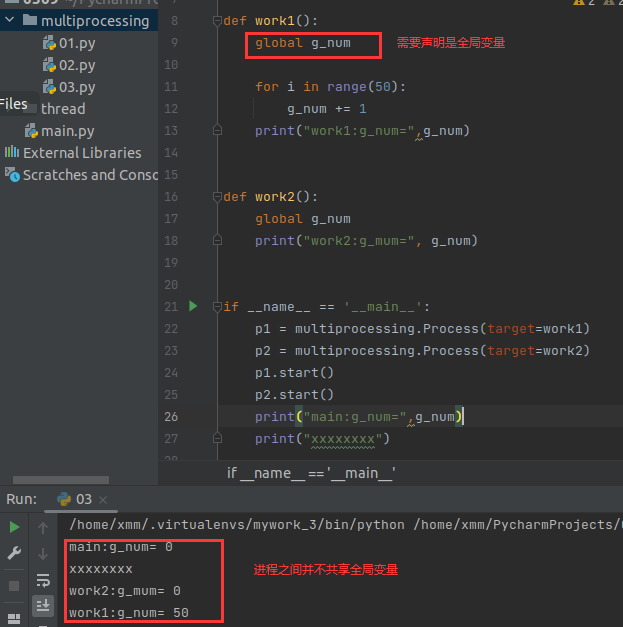 multiprocessing
01.py
02.py
03.py
Files
thread
main.py
External Libraries
Scratches and Conso
2
2
8 def work1():
9 global g_num 需要声明是全局变量
10
11 for i in range(50):
12 g_num += 1
13 print("work1:g_num=",g_num)
14
15
16 def work2():
17 global g_num
18 print("work2:g_mum=", g_num)
19
20
21 if __name__ == '__main__':
22 p1 = multiprocessing.Process(target=work1)
23 p2 = multiprocessing.Process(target=work2)
24 p1.start()
25 p2.start()
26 print("main:g_num=",g_num)
27 print("xxxxxxxx")
if __name__ == '__main__'
Run: 03 ×
/home/xmm/.virtualenvs/mywork_3/bin/python /home/xmm/PycharmProjects/
main:g_num= 0
xxxxxxxx 进程之间并不共享全局变量
work2:g_mum= 0
work1:g_num= 50